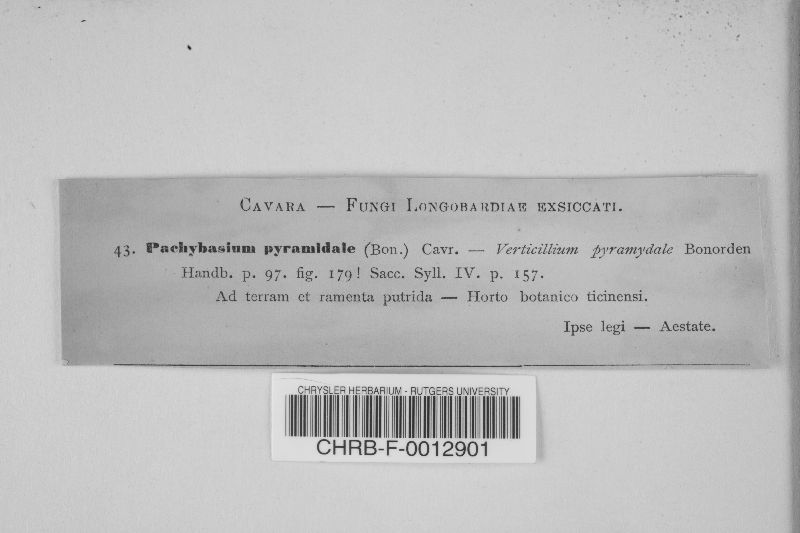 Cavara — Fungi Longobardiae exsiccati.
43. Pachybasium pyramidale (Bon.) Cavr. — Verticillium pyramydale Bonorden
Handb. p. 97. fig. 179! Sacc. Syll. IV. p. 157.
Ad terram et ramenta putrida — Horto botanico ticinensi.
Ipse legi — Aestate.
CHRYSLER HERBARIUM - RUTGERS UNIVERSITY
CHRB-F-0012901